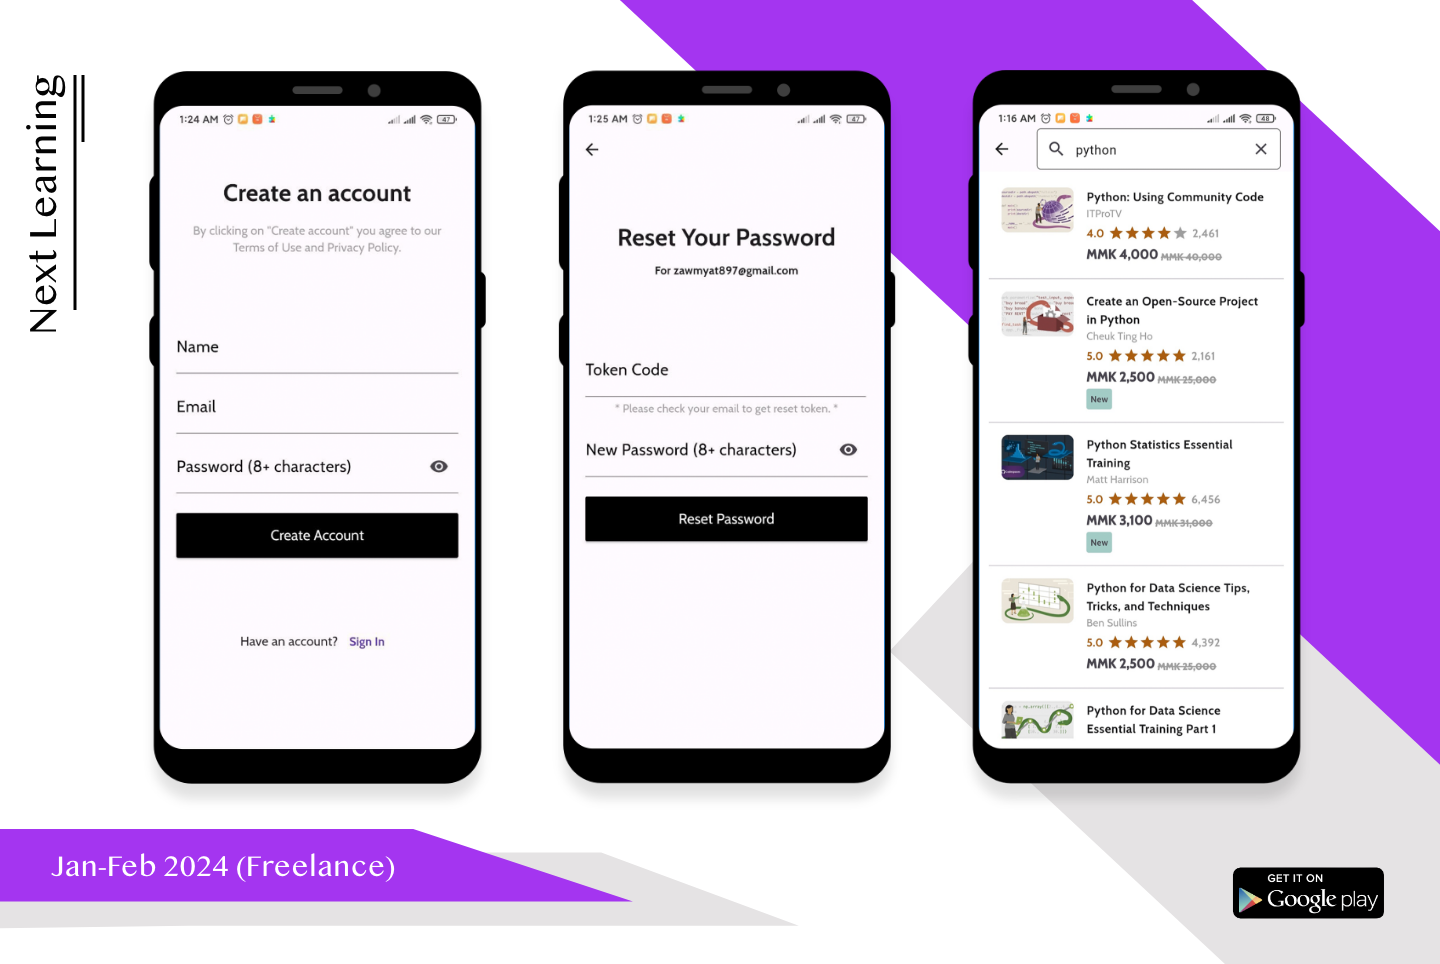 Next Learning
1:24 AM
47
Create an account
By clicking on "Create account" you agree to our
Terms of Use and Privacy Policy.
Name
Email
Password (8+ characters)
Create Account
Have an account? Sign In
1:25 AM
47
Reset Your Password
For zawmyat897@gmail.com
Token Code
* Please check your email to get reset token. *
New Password (8+ characters)
Reset Password
1:16 AM
48
python
Python: Using Community Code
ITProTV
4.0 2,461
MMK 4,000 MMK 40,000
Create an Open-Source Project
in Python
Cheuk Ting Ho
5.0 2,161
MMK 2,500 MMK 25,000
New
Python Statistics Essential
Training
Matt Harrison
5.0 6,456
MMK 3,100 MMK 31,000
New
Python for Data Science Tips,
Tricks, and Techniques
Ben Sullins
5.0 4,392
MMK 2,500 MMK 25,000
Python for Data Science
Essential Training Part 1
Jan-Feb 2024 (Freelance)
GET IT ON
Google play